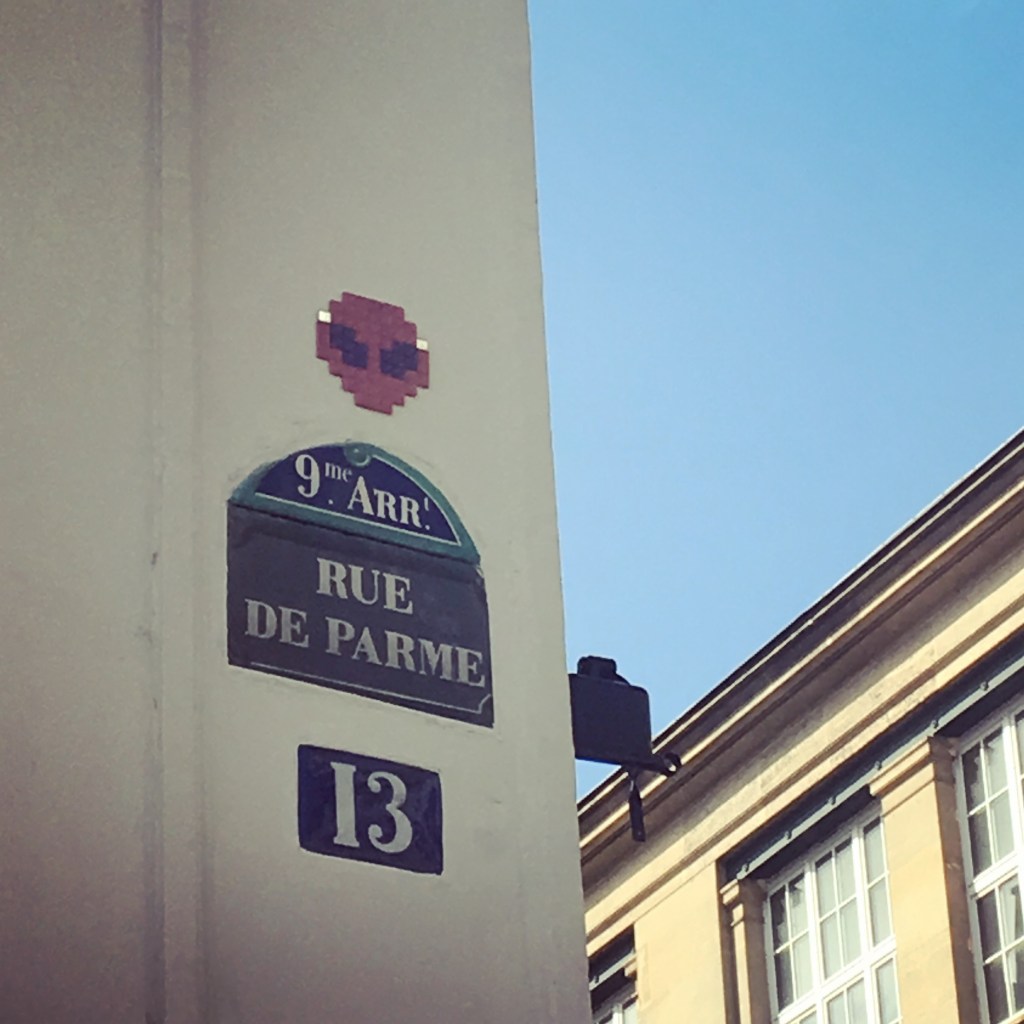 9me. ARRt.
RUE
DE PARME
13